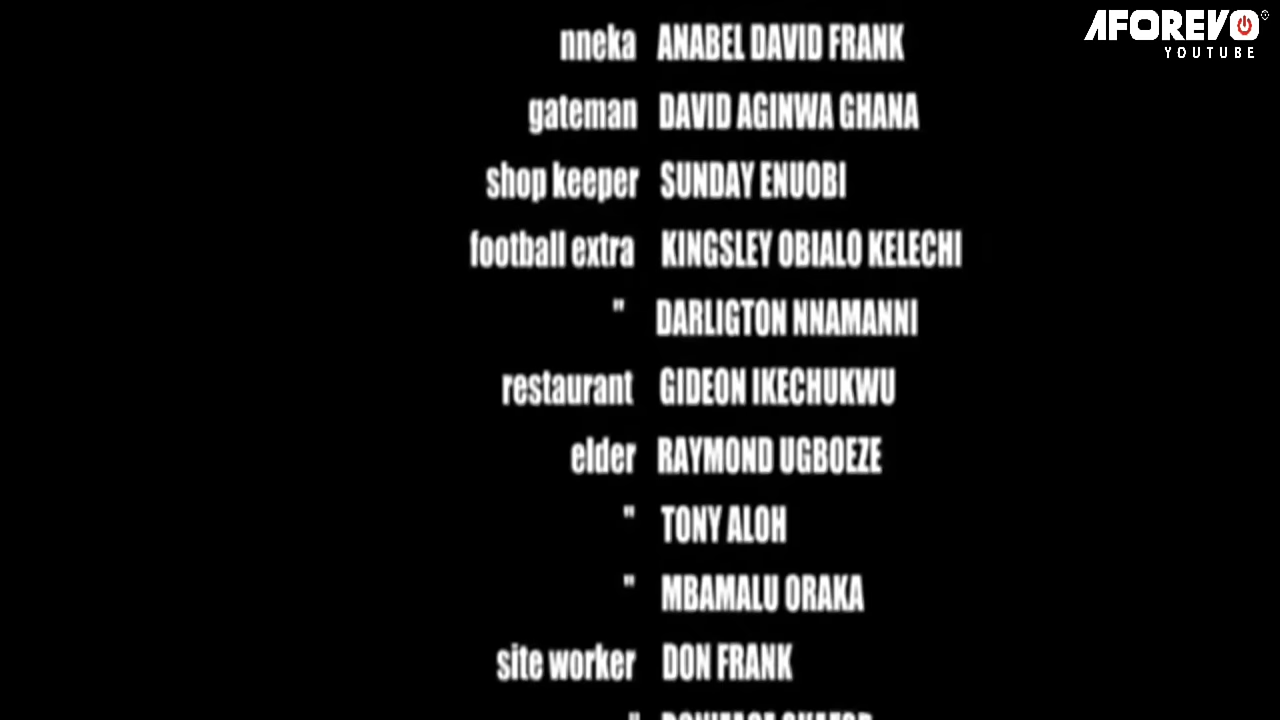 AFOREVO
YOUTUBE
nneka ANABEL DAVID FRANK
gateman DAVID AGINWA GHANA
shop keeper SUNDAY ENUOBI
football extra KINGSLEY OBIALO KELECHI
" DARLIGTON NNAMANNI
restaurant GIDEON IKECHUKWU
elder RAYMOND UGBOEZE
" TONY ALOH
" MBAMALU ORAKA
site worker DON FRANK